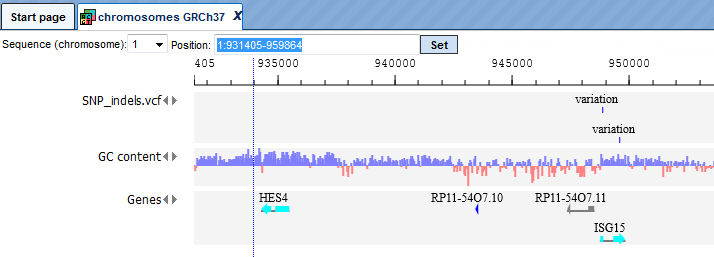 Start page chromosomes GRCh37 X
Sequence (chromosome): 1 Position: 1:931405-959864 Set
405 935000 940000 945000 950000
SNP_indels.vcf variation
variation
GC content
Genes HES4 RP11-54O7.10 RP11-54O7.11
ISG15